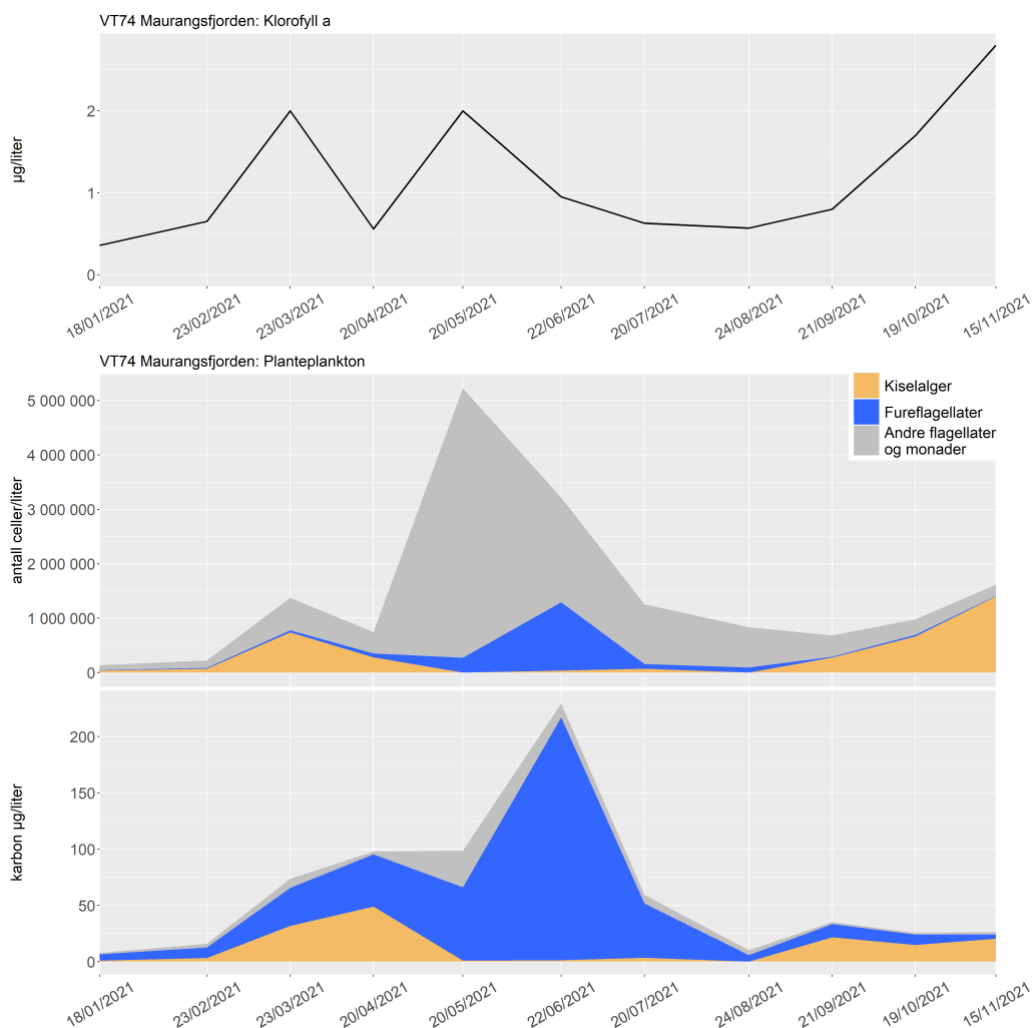 VT74 Maurangsfjorden: Klorofyll a
µg/liter
2
1
0
18/01/2021 23/02/2021 23/03/2021 20/04/2021 20/05/2021 22/06/2021 20/07/2021 24/08/2021 21/09/2021 19/10/2021 15/11/2021
VT74 Maurangsfjorden: Planteplankton
Kiselalger
Fureflagellater
Andre flagellater
og monader
antall celler/liter
5 000 000
4 000 000
3 000 000
2 000 000
1 000 000
0
karbon µg/liter
200
150
100
50
0
18/01/2021 23/02/2021 23/03/2021 20/04/2021 20/05/2021 22/06/2021 20/07/2021 24/08/2021 21/09/2021 19/10/2021 15/11/2021